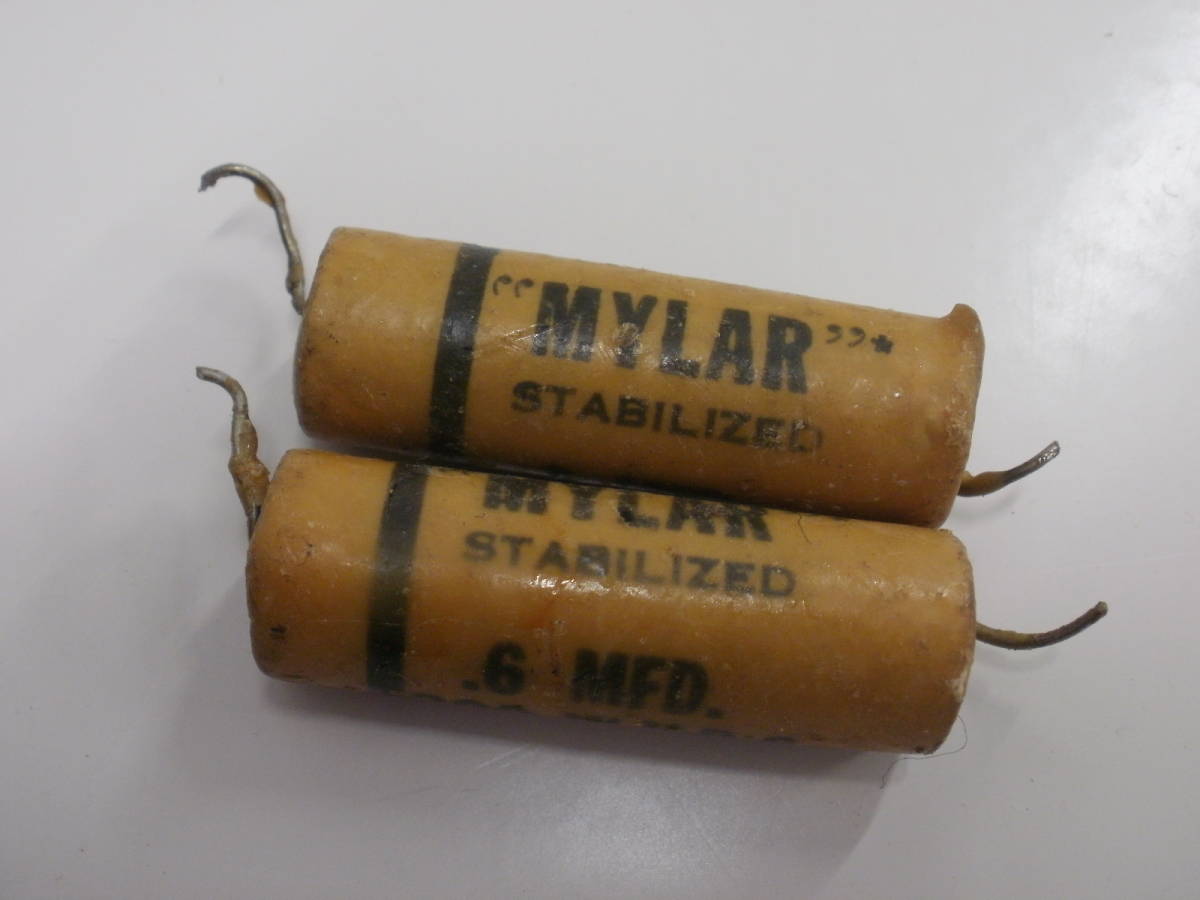 “MYLAR”*
STABILIZED
MYLAR
STABILIZED
.6 MFD.